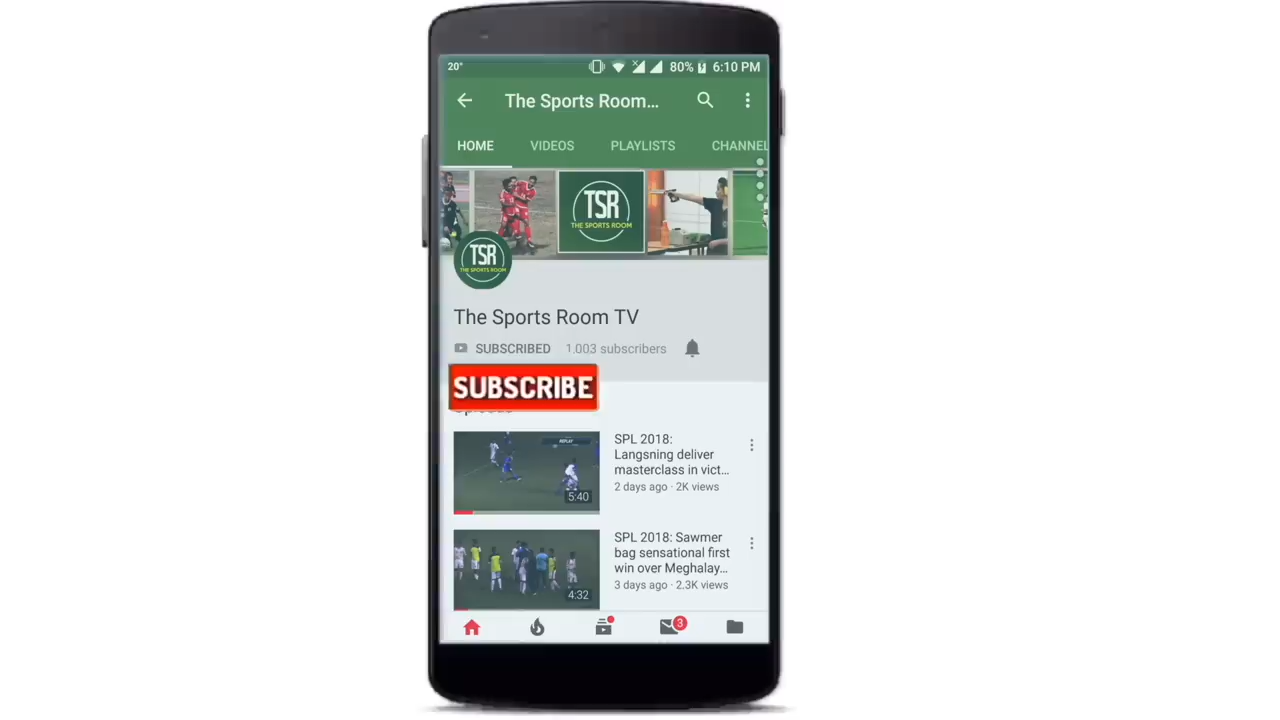 20°
80% 6:10 PM
The Sports Room...
HOME VIDEOS PLAYLISTS CHANNEL
TSR
THE SPORTS ROOM
TSR
THE SPORTS ROOM
The Sports Room TV
SUBSCRIBED 1,003 subscribers
SUBSCRIBE
REPLAY
5:40
SPL 2018:
Langsning deliver
masterclass in vict...
2 days ago · 2K views
4:32
SPL 2018: Sawmer
bag sensational first
win over Meghalay...
3 days ago · 2.3K views
3